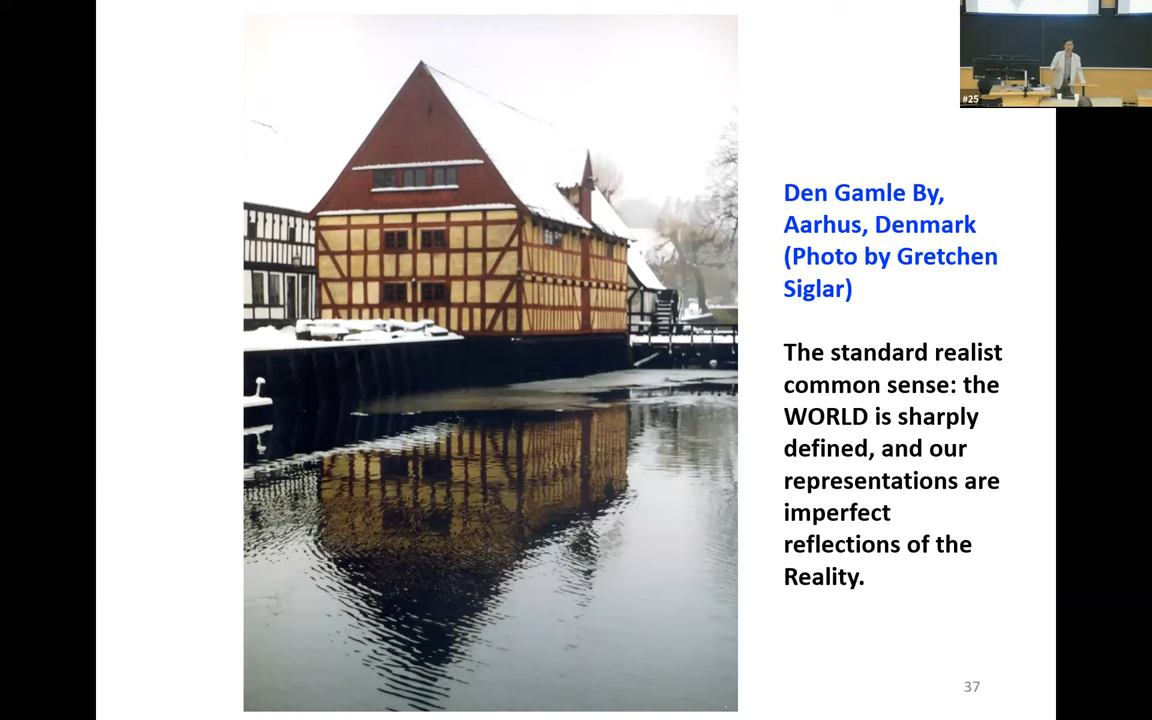 #25
Den Gamle By,
Aarhus, Denmark
(Photo by Gretchen
Siglar)
The standard realist
common sense: the
WORLD is sharply
defined, and our
representations are
imperfect
reflections of the
Reality.
37